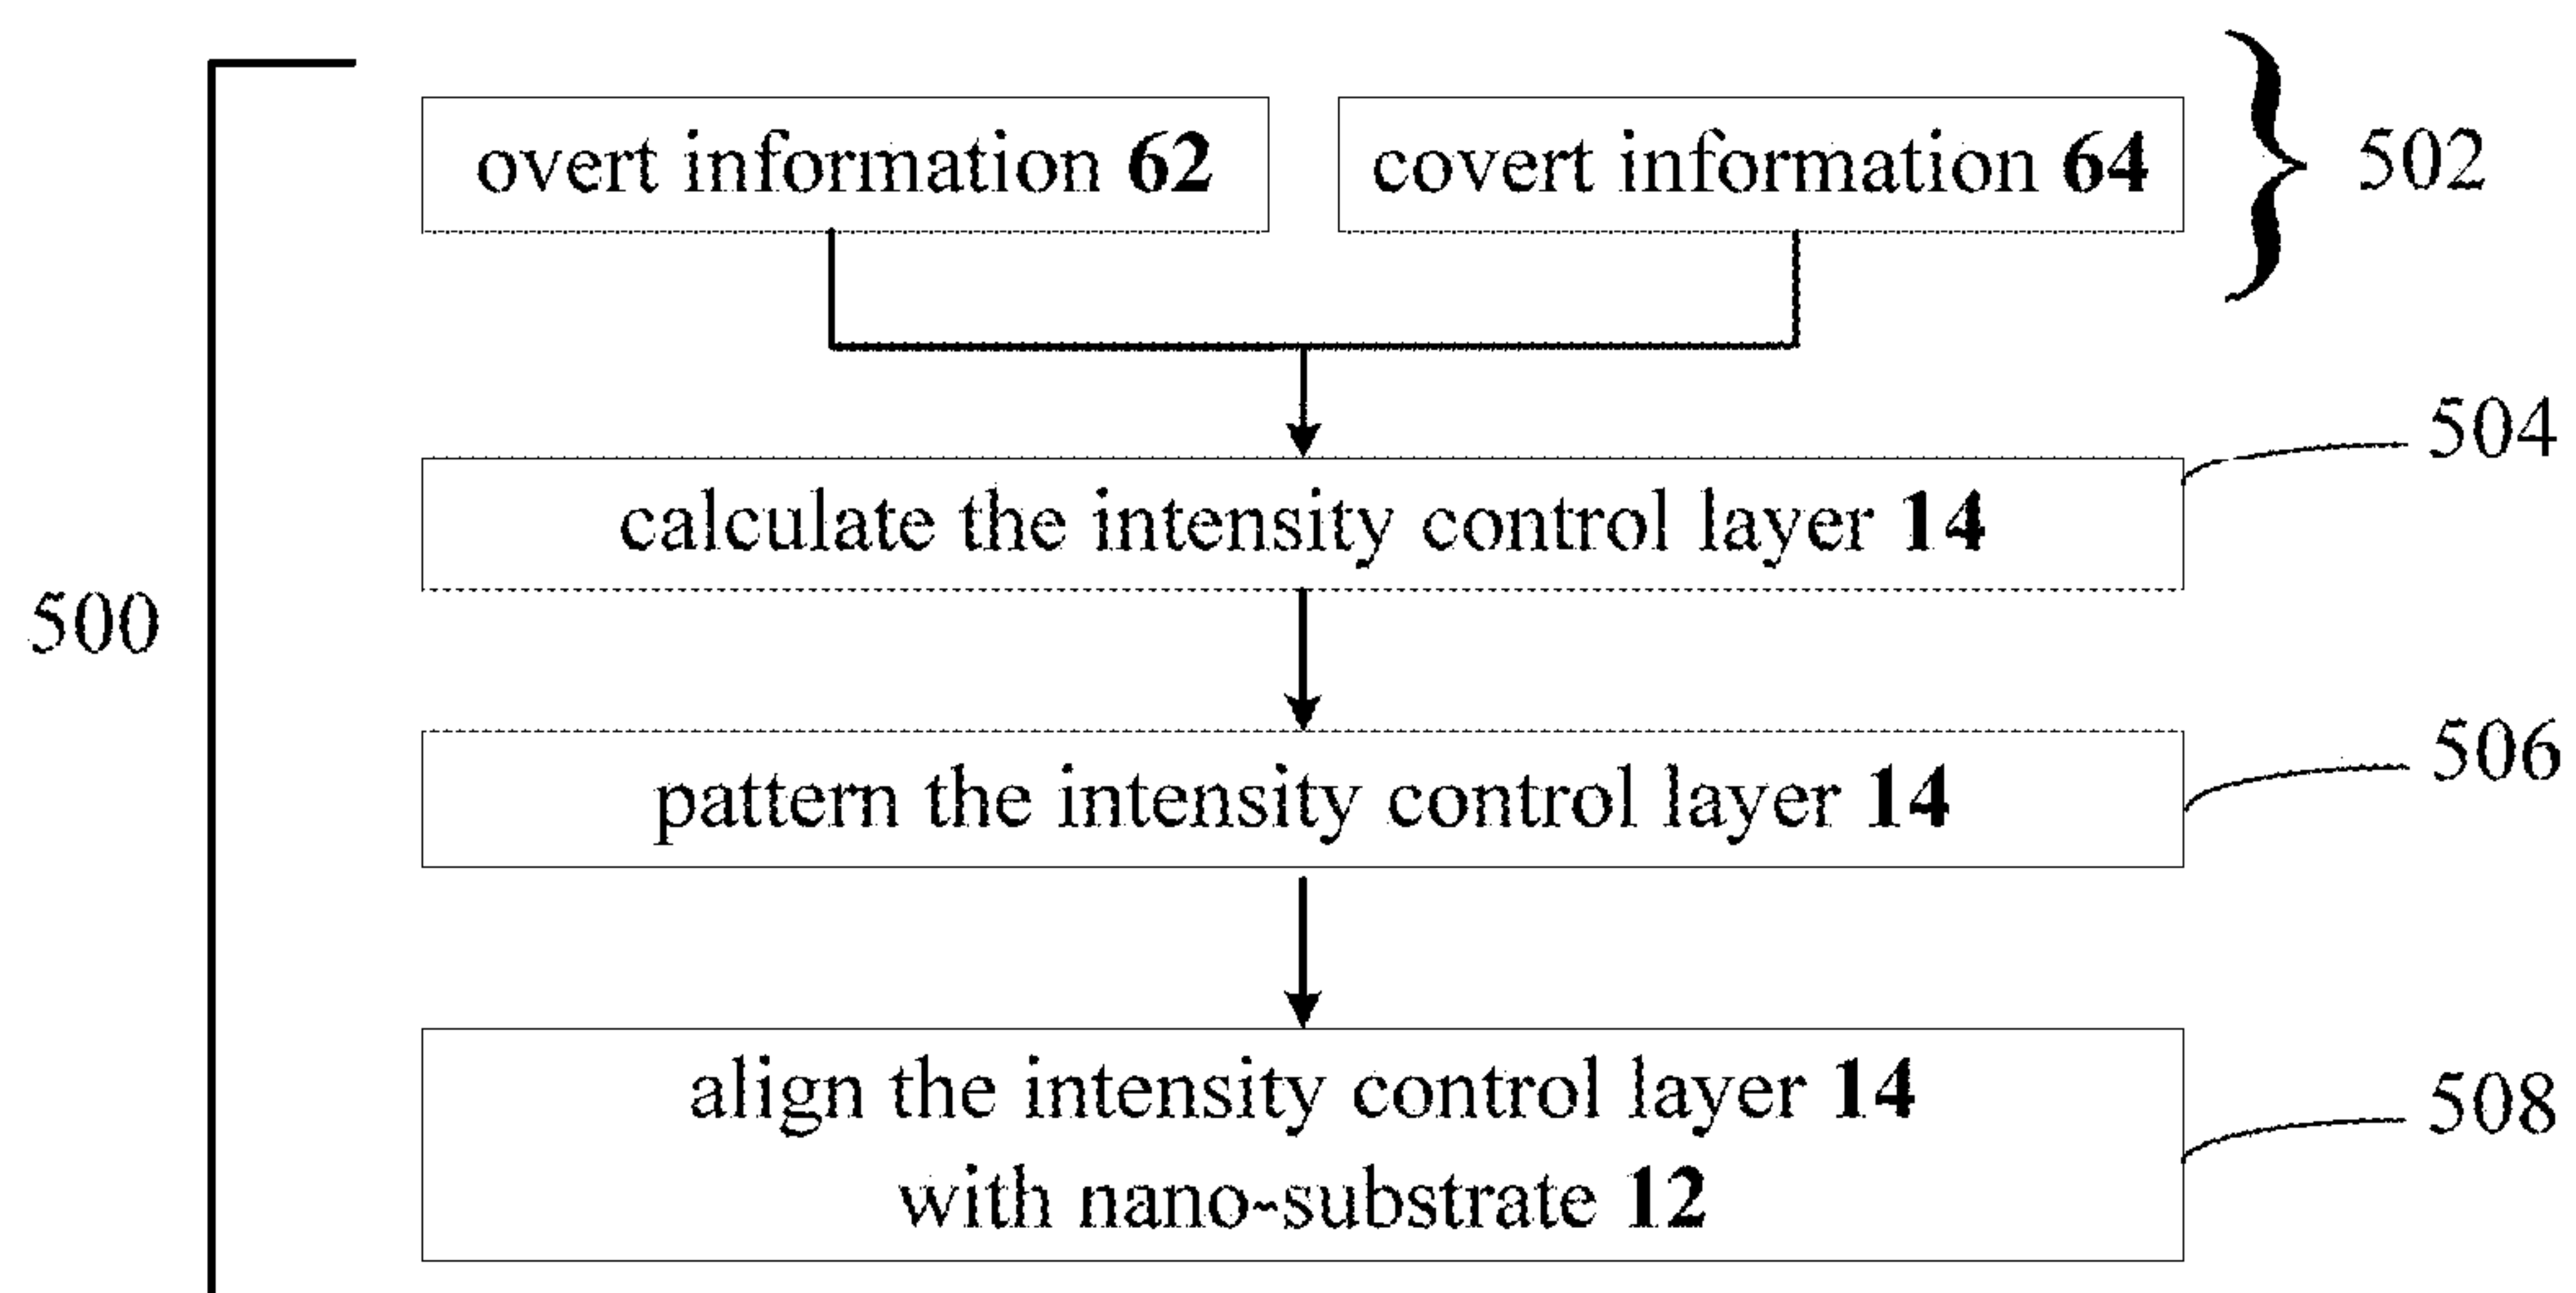 overt information 62
covert information 64
502
504
calculate the intensity control layer 14
500
506
pattern the intensity control layer 14
508
align the intensity control layer 14
with nano-substrate 12